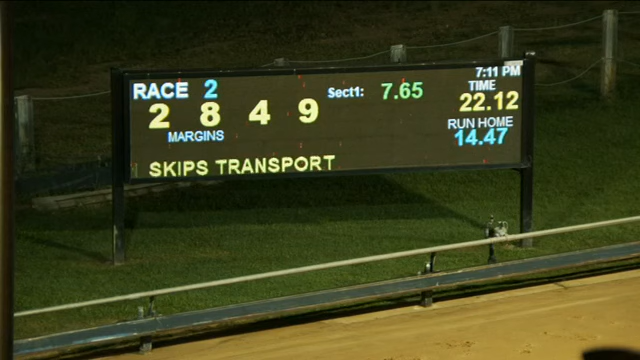 7:11 PM
RACE 2 Sect1: 7.65 TIME
2 8 4 9 22.12
MARGINS RUN HOME
14.47
SKIPS TRANSPORT